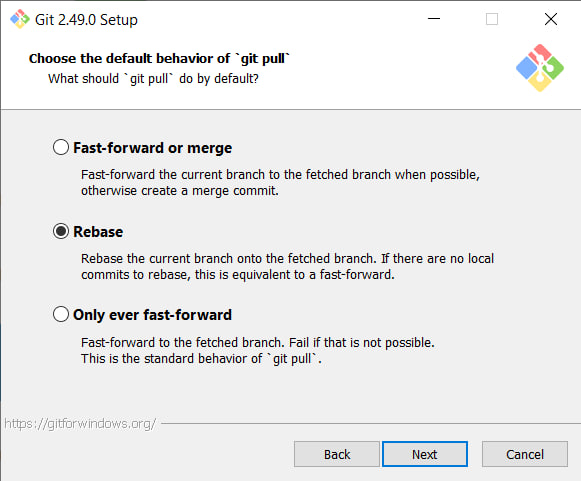 Git 2.49.0 Setup
Choose the default behavior of `git pull`
What should `git pull` do by default?
Fast-forward or merge
Fast-forward the current branch to the fetched branch when possible,
otherwise create a merge commit.
Rebase
Rebase the current branch onto the fetched branch. If there are no local
commits to rebase, this is equivalent to a fast-forward.
Only ever fast-forward
Fast-forward to the fetched branch. Fail if that is not possible.
This is the standard behavior of `git pull`.
https://gitforwindows.org/
Back
Next
Cancel